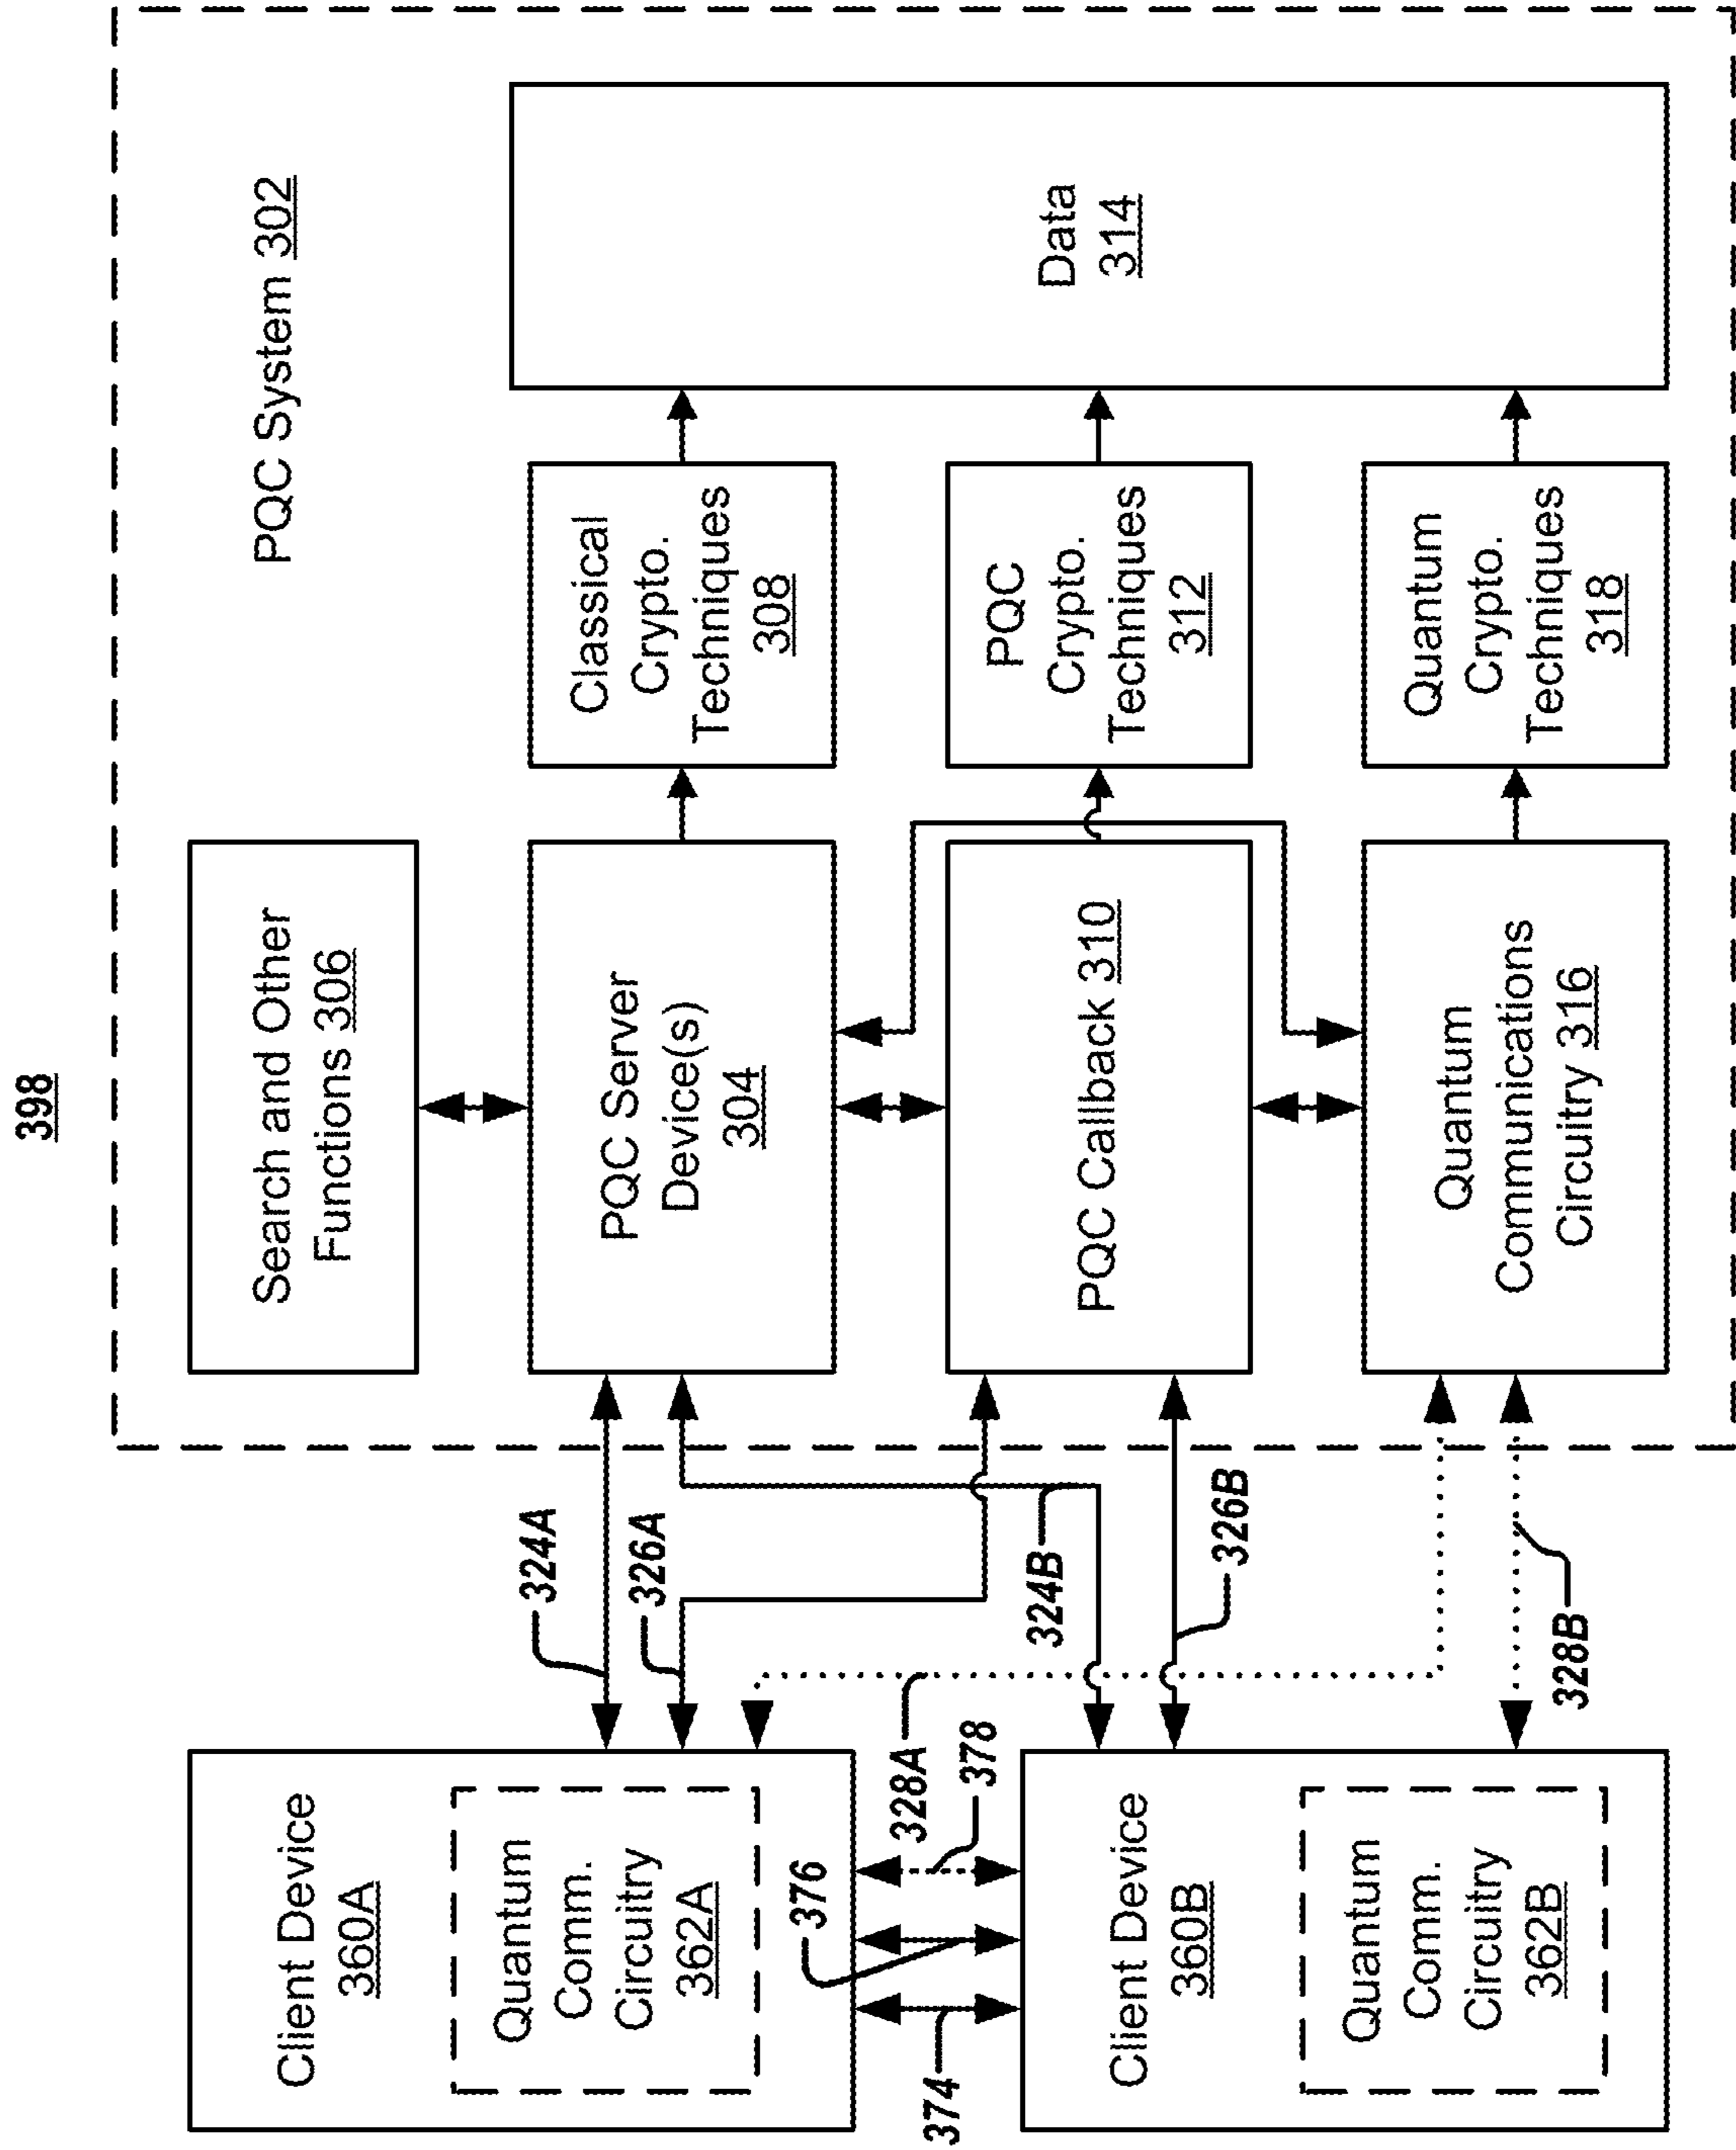 398
PQC System 302
Search and Other
Functions 306
PQC Server
Device(s)
304
Classical
Crypto.
Techniques
308
PQC Callback 310
PQC
Crypto.
Techniques
312
Quantum
Communications
Circuitry 316
Quantum
Crypto.
Techniques
318
Data
314
Client Device
360A
Quantum
Comm.
Circuitry
362A
Client Device
360B
Quantum
Comm.
Circuitry
362B
324A
326A
324B
326B
328A
328B
374
376
378